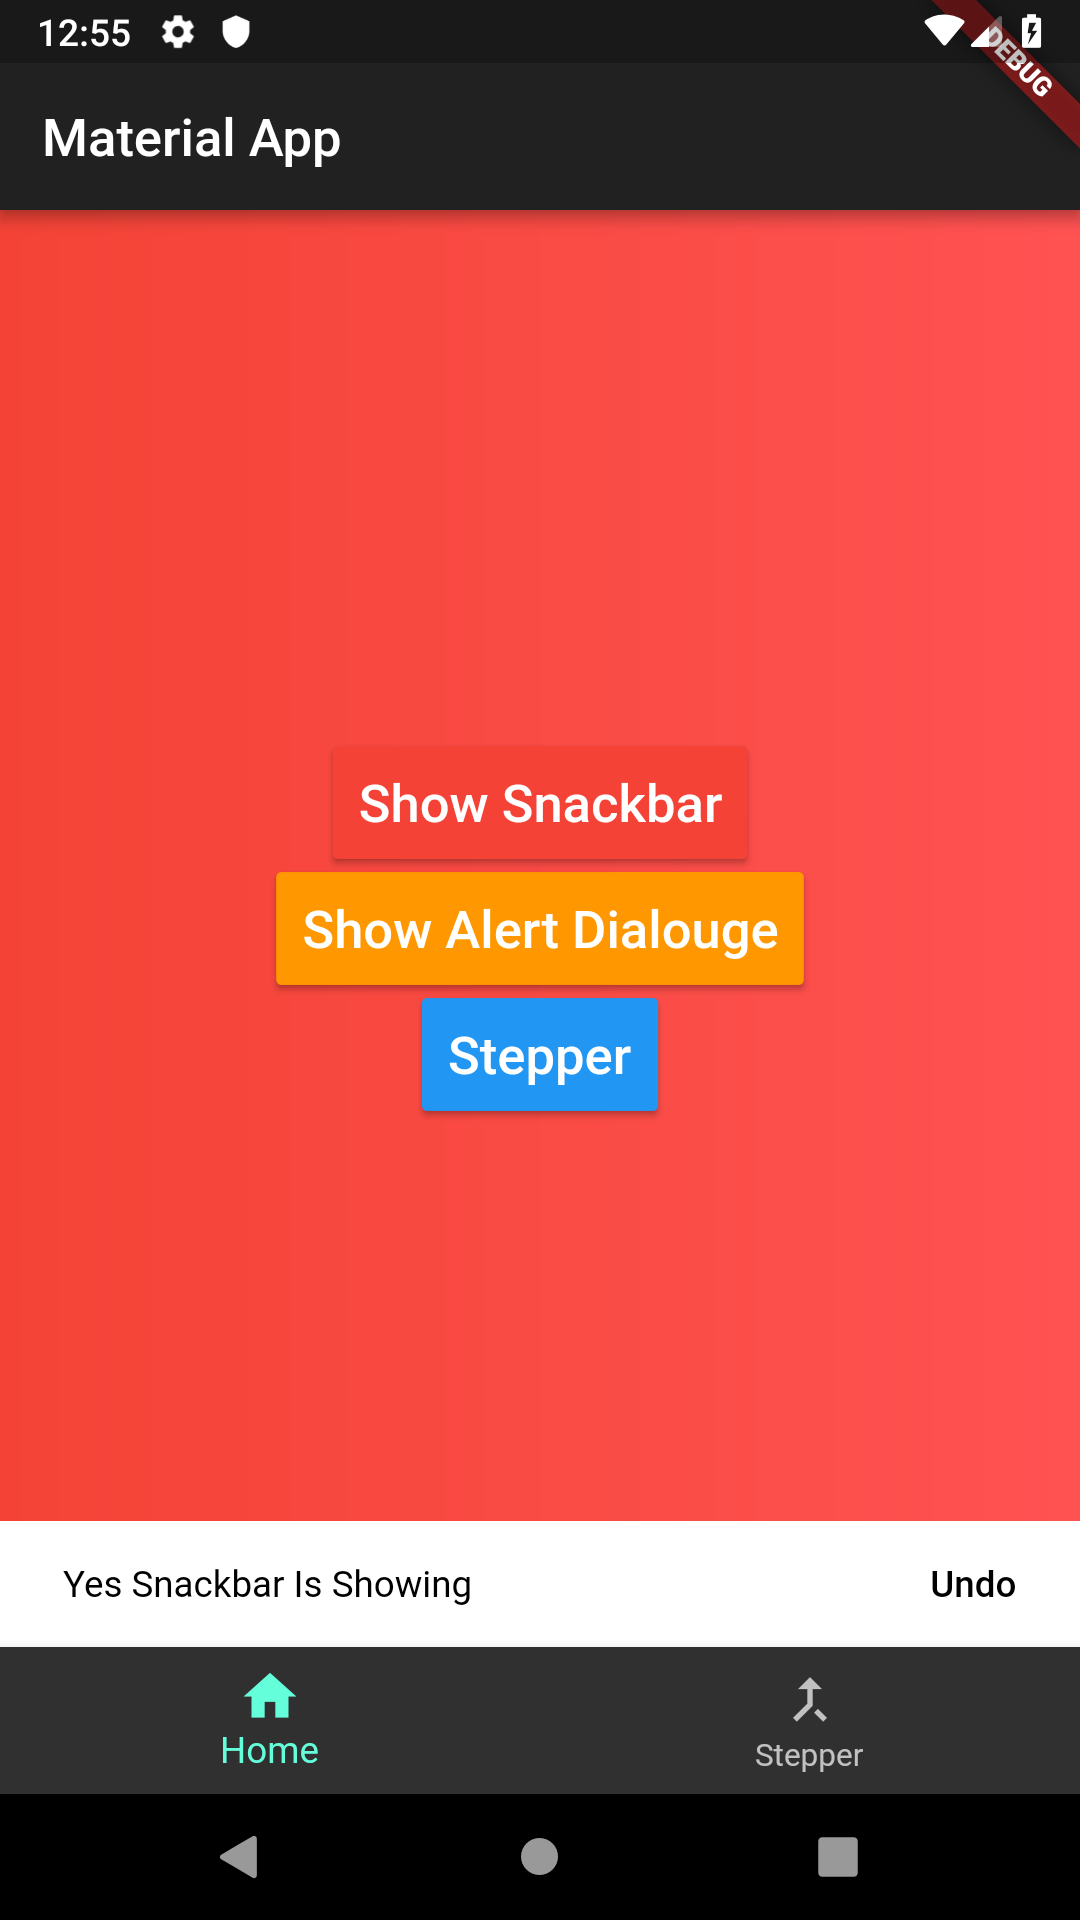 12:55
DEBUG
Material App
Show Snackbar
Show Alert Dialouge
Stepper
Yes Snackbar Is Showing
Undo
Home
Stepper